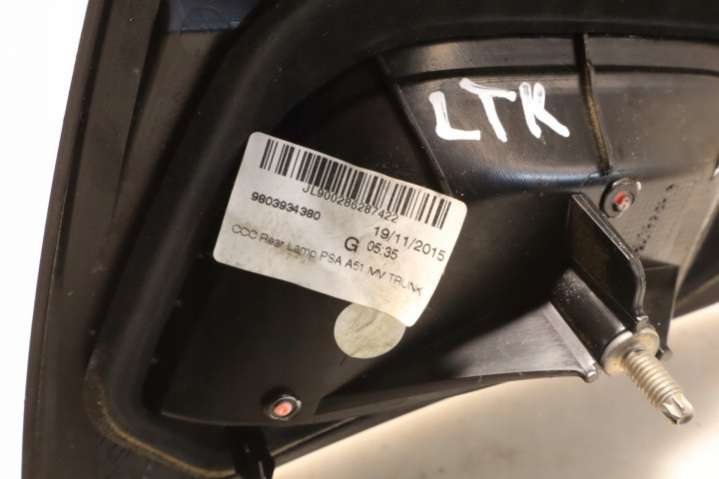 LTK
JL900286287422
9803934380
19/11/2015
G 05:35
CCC Rear Lamp PSA A51 MV TRUNK